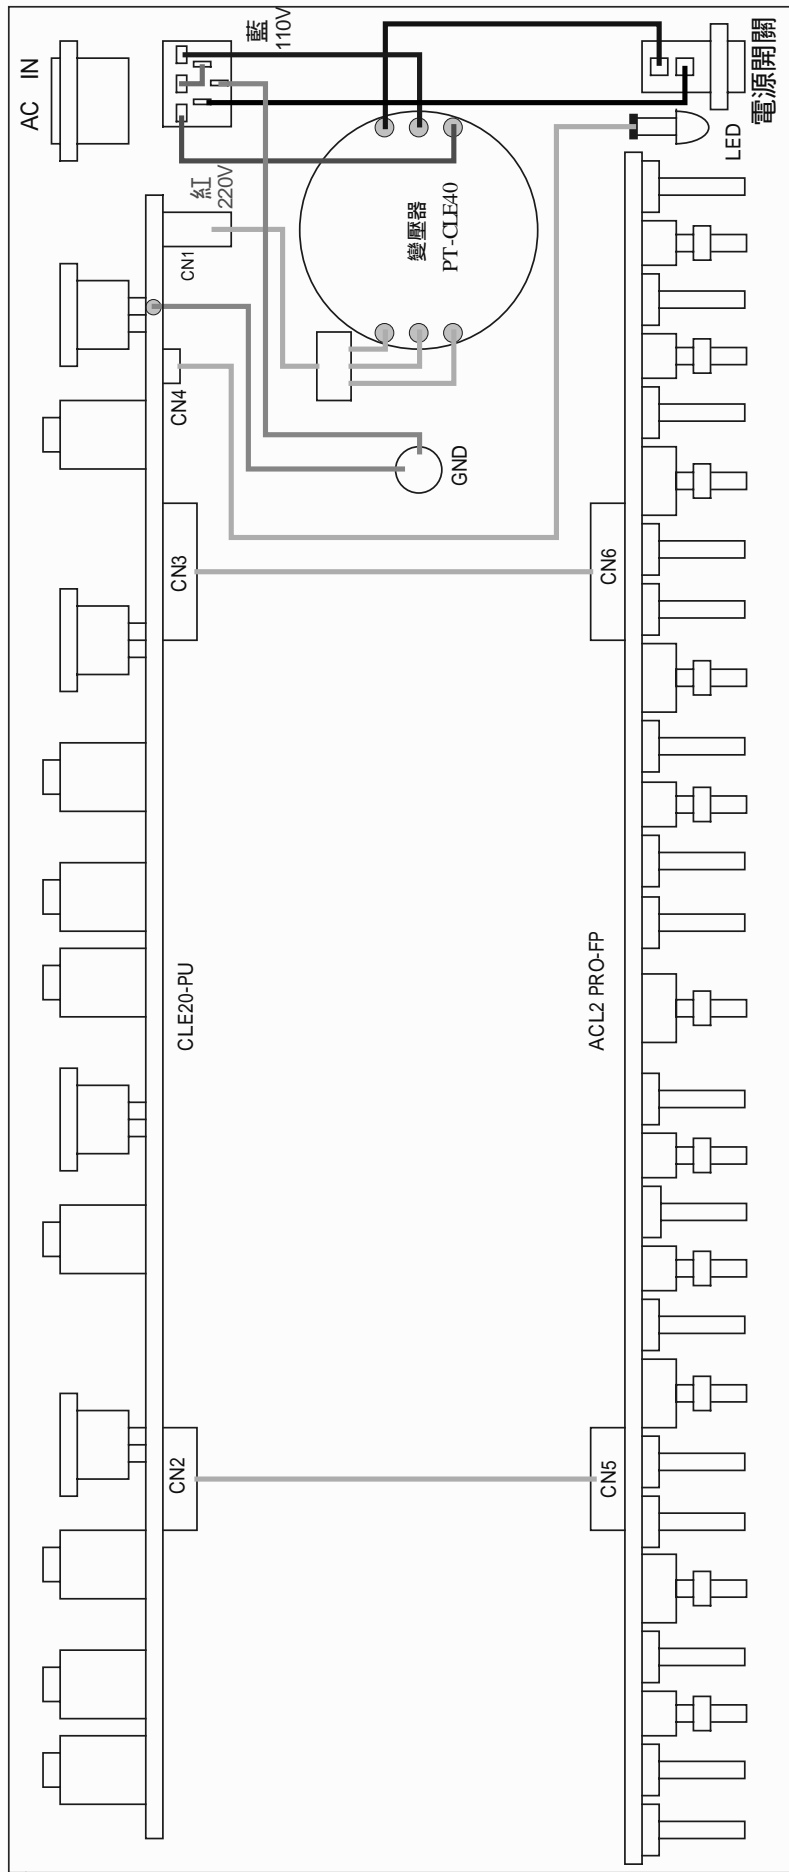 AC IN
藍
110V
電源開關
LED
紅
220V
CN1
變壓器
PT-CLE40
CN4
GND
CN3
CN6
CLE20-PU
ACL2 PRO-FP
CN2
CN5